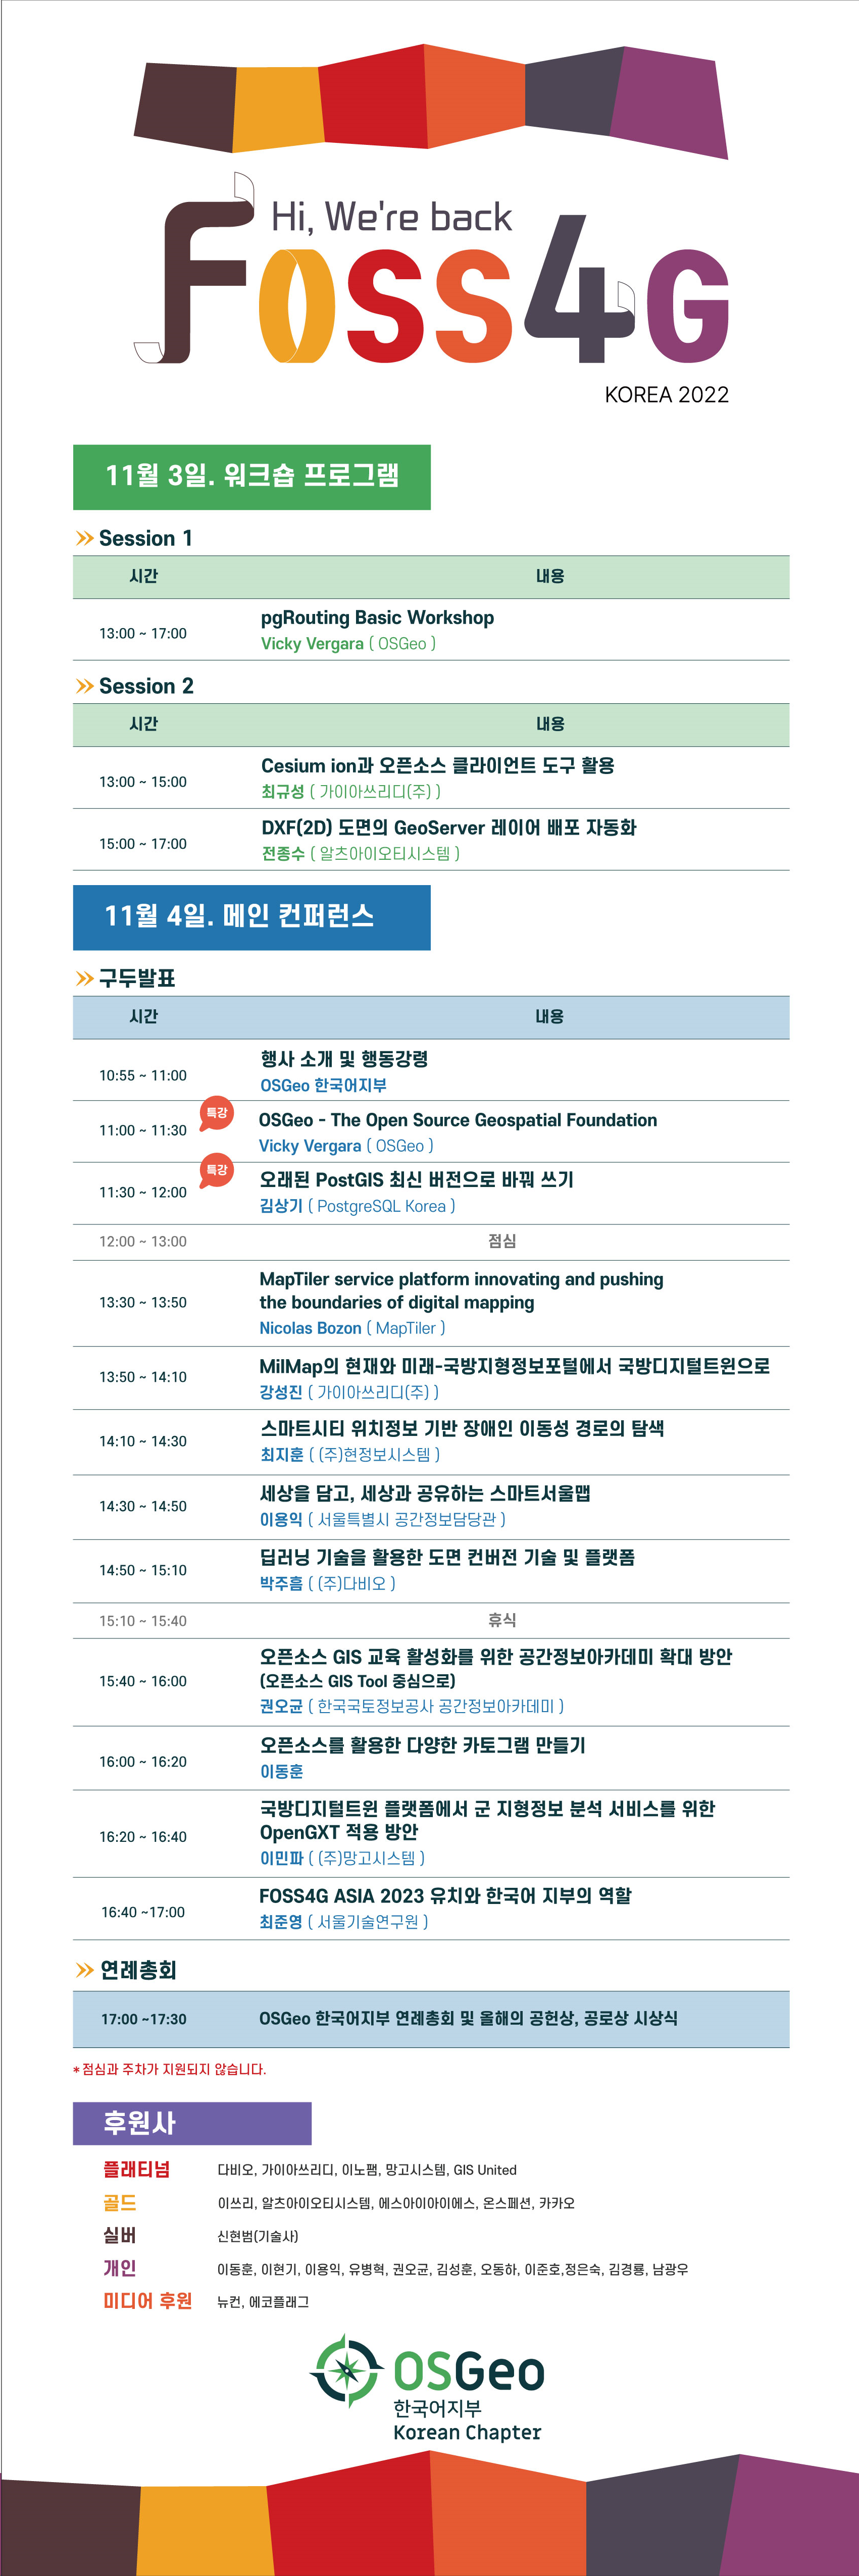 Hi, We're back
FOSS4G
KOREA 2022
11월 3일. 워크숍 프로그램
Session 1
시간 내용
13:00 ~ 17:00
pgRouting Basic Workshop
Vicky Vergara ( OSGeo )
Session 2
시간 내용
13:00 ~ 15:00
Cesium ion과 오픈소스 클라이언트 도구 활용
최규성 ( 가이아쓰리디(주) )
15:00 ~ 17:00
DXF(2D) 도면의 GeoServer 레이어 배포 자동화
전종수 ( 알츠아이오티시스템 )
11월 4일. 메인 컨퍼런스
구두발표
시간 내용
10:55 ~ 11:00
행사 소개 및 행동강령
OSGeo 한국어지부
11:00 ~ 11:30
특강
OSGeo - The Open Source Geospatial Foundation
Vicky Vergara ( OSGeo )
11:30 ~ 12:00
특강
오래된 PostGIS 최신 버전으로 바꿔 쓰기
김상기 ( PostgreSQL Korea )
12:00 ~ 13:00 점심
13:30 ~ 13:50
MapTiler service platform innovating and pushing
the boundaries of digital mapping
Nicolas Bozon ( MapTiler )
13:50 ~ 14:10
MilMap의 현재와 미래-국방지형정보포털에서 국방디지털트윈으로
강성진 ( 가이아쓰리디(주) )
14:10 ~ 14:30
스마트시티 위치정보 기반 장애인 이동성 경로의 탐색
최지훈 ( (주)현정보시스템 )
14:30 ~ 14:50
세상을 담고, 세상과 공유하는 스마트서울맵
이용익 ( 서울특별시 공간정보담당관 )
14:50 ~ 15:10
딥러닝 기술을 활용한 도면 컨버전 기술 및 플랫폼
박주흠 ( (주)다비오 )
15:10 ~ 15:40 휴식
15:40 ~ 16:00
오픈소스 GIS 교육 활성화를 위한 공간정보아카데미 확대 방안
(오픈소스 GIS Tool 중심으로)
권오균 ( 한국국토정보공사 공간정보아카데미 )
16:00 ~ 16:20
오픈소스를 활용한 다양한 카토그램 만들기
이동훈
16:20 ~ 16:40
국방디지털트윈 플랫폼에서 군 지형정보 분석 서비스를 위한
OpenGXT 적용 방안
이민파 ( (주)망고시스템 )
16:40 ~17:00
FOSS4G ASIA 2023 유치와 한국어 지부의 역할
최준영 ( 서울기술연구원 )
연례총회
17:00 ~17:30 OSGeo 한국어지부 연례총회 및 올해의 공헌상, 공로상 시상식
* 점심과 주차가 지원되지 않습니다.
후원사
플래티넘 다비오, 가이아쓰리디, 이노팸, 망고시스템, GIS United
골드 이쓰리, 알츠아이오티시스템, 에스아이아이에스, 온스페션, 카카오
실버 신현범(기술사)
개인 이동훈, 이현기, 이용익, 유병혁, 권오균, 김성훈, 오동하, 이준호,정은숙, 김경룡, 남광우
미디어 후원 뉴컨, 에코플래그
OSGeo
한국어지부
Korean Chapter